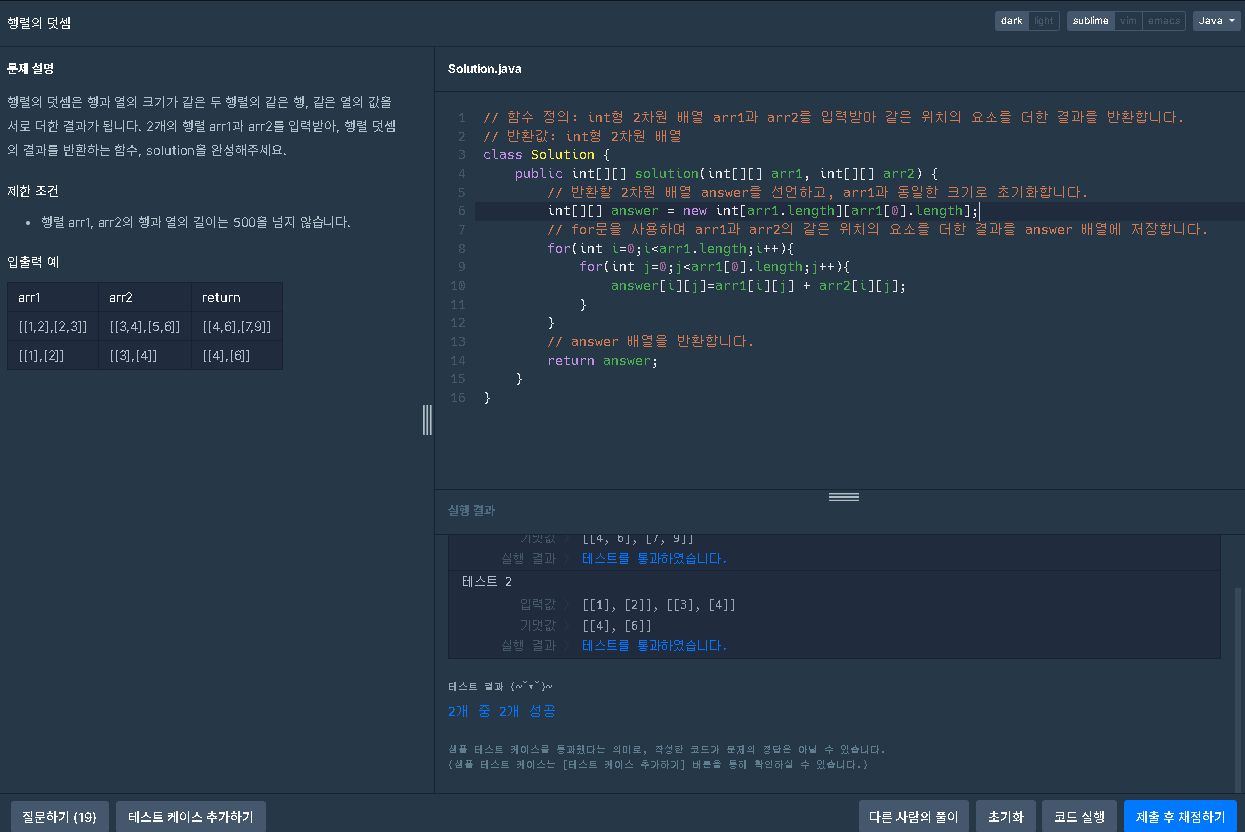 행렬의 덧셈
dark light sublime vim emacs Java
문제 설명
행렬의 덧셈은 행과 열의 크기가 같은 두 행렬의 같은 행, 같은 열의 값을
서로 더한 결과가 됩니다. 2개의 행렬 arr1과 arr2를 입력받아, 행렬 덧셈
의 결과를 반환하는 함수, solution을 완성해주세요.
제한 조건
• 행렬 arr1, arr2의 행과 열의 길이는 500을 넘지 않습니다.
입출력 예
arr1 arr2 return
[[1,2],[2,3]] [[3,4],[5,6]] [[4,6],[7,9]]
[[1],[2]] [[3],[4]] [[4],[6]]
Solution.java
1 // 함수 정의: int형 2차원 배열 arr1과 arr2를 입력받아 같은 위치의 요소를 더한 결과를 반환합니다.
2 // 반환값: int형 2차원 배열
3 class Solution {
4 public int[][] solution(int[][] arr1, int[][] arr2) {
5 // 반환할 2차원 배열 answer를 선언하고, arr1과 동일한 크기로 초기화합니다.
6 int[][] answer = new int[arr1.length][arr1[0].length];
7 // for문을 사용하여 arr1과 arr2의 같은 위치의 요소를 더한 결과를 answer 배열에 저장합니다.
8 for(int i=0;i<arr1.length;i++){
9 for(int j=0;j<arr1[0].length;j++){
10 answer[i][j]=arr1[i][j] + arr2[i][j];
11 }
12 }
13 // answer 배열을 반환합니다.
14 return answer;
15 }
16 }
실행 결과
기댓값 〉 [[4, 6], [7, 9]]
실행 결과 〉 테스트를 통과하였습니다.
테스트 2
입력값 〉 [[1], [2]], [[3], [4]]
기댓값 〉 [[4], [6]]
실행 결과 〉 테스트를 통과하였습니다.
테스트 결과 (~˘▾˘)~
2개 중 2개 성공
샘플 테스트 케이스를 통과했다는 의미로, 작성한 코드가 문제의 정답은 아닐 수 있습니다.
(샘플 테스트 케이스는 [테스트 케이스 추가하기] 버튼을 통해 확인하실 수 있습니다.)
질문하기 (19) 테스트 케이스 추가하기 다른 사람의 풀이 초기화 코드 실행 제출 후 채점하기